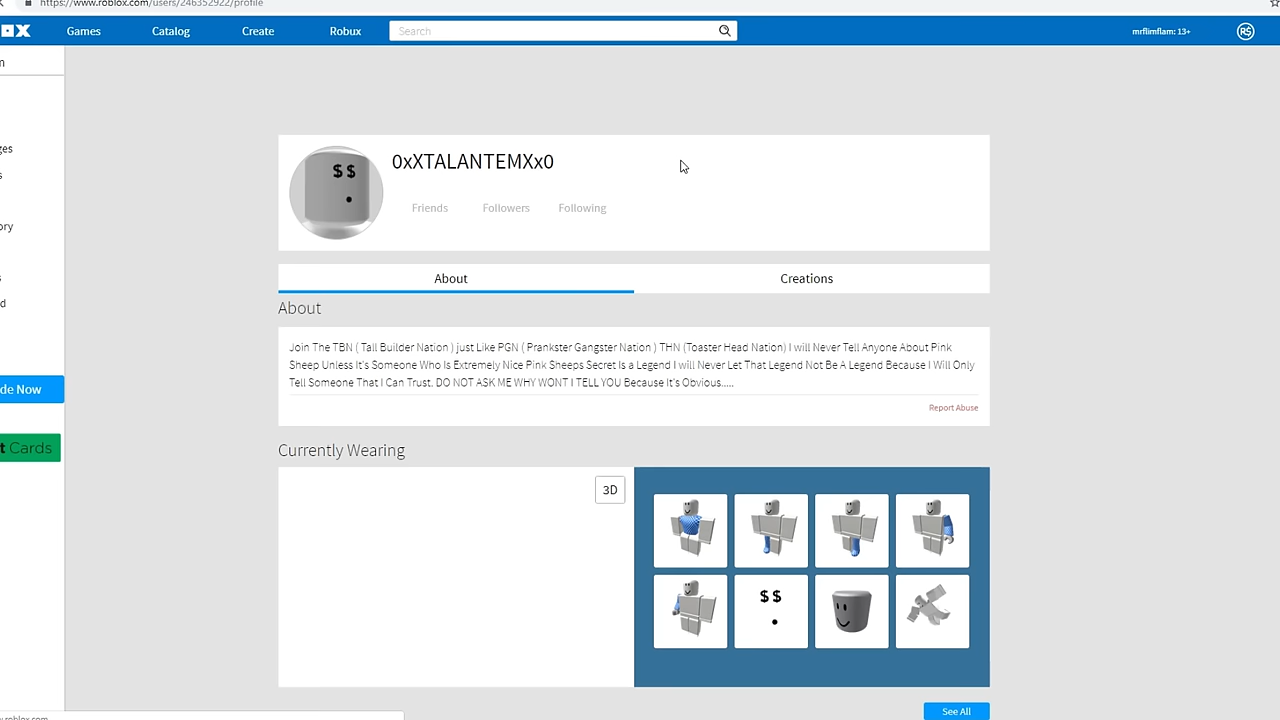 https://www.roblox.com/users/246352922/profile
OX Games Catalog Create Robux Search mrflimflam: 13+ R$
0xXTALANTEMXx0
$ $
Friends Followers Following
About Creations
About
Join The TBN ( Tall Builder Nation ) just Like PGN ( Prankster Gangster Nation ) THN (Toaster Head Nation) I will Never Tell Anyone About Pink
Sheep Unless It's Someone Who Is Extremely Nice Pink Sheeps Secret Is a Legend I will Never Let That Legend Not Be A Legend Because I Will Only
Tell Someone That I Can Trust. DO NOT ASK ME WHY WONT I TELL YOU Because It's Obvious.....
Report Abuse
de Now
t Cards
Currently Wearing
3D
$ $
See All